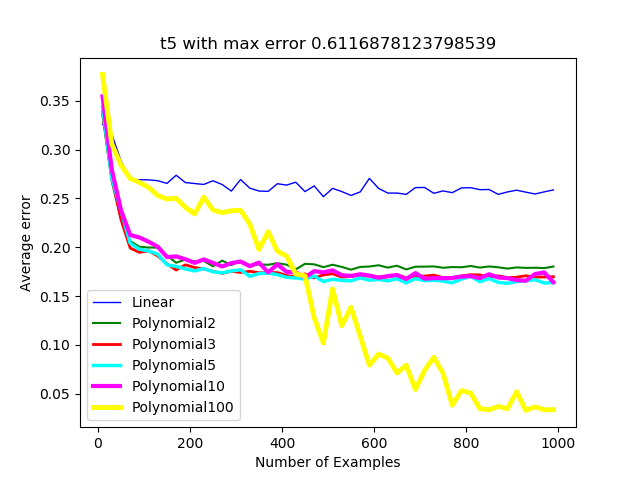 t5 with max error 0.6116878123798539
Average error
0.35
0.30
0.25
0.20
0.15
0.10
0.05
Linear
Polynomial2
Polynomial3
Polynomial5
Polynomial10
Polynomial100
0 200 400 600 800 1000
Number of Examples